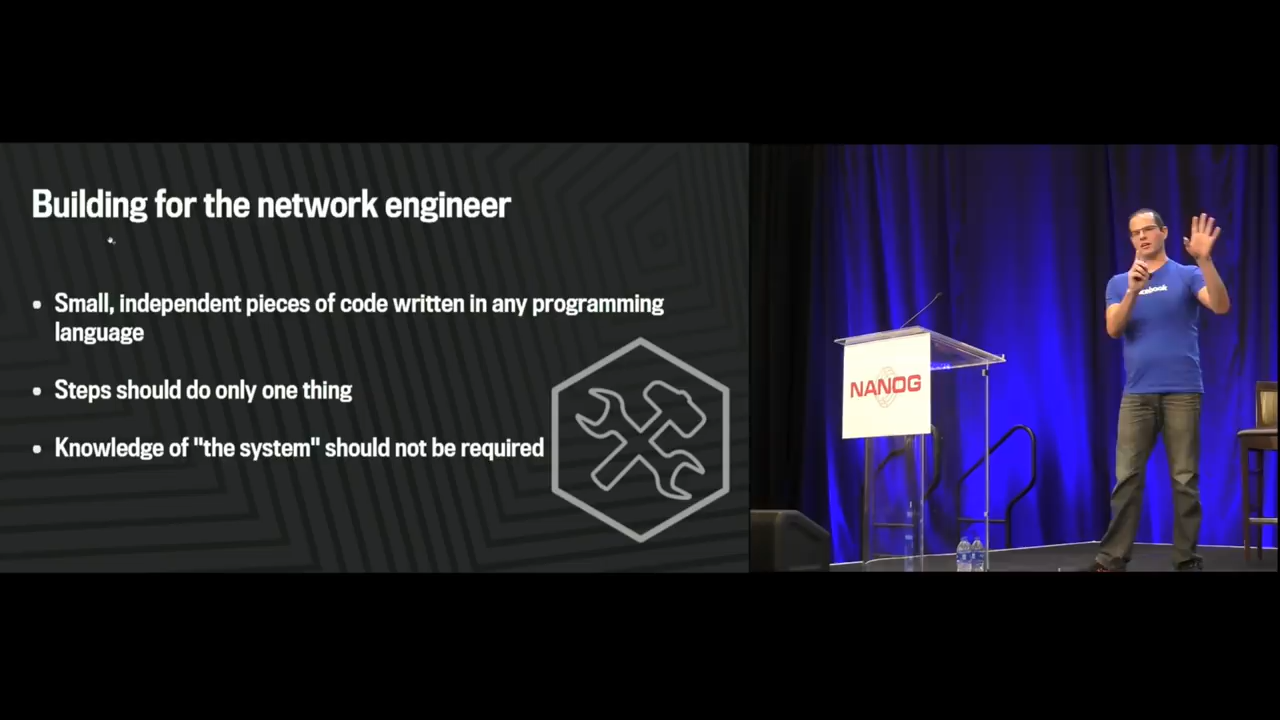 Building for the network engineer
• Small, independent pieces of code written in any programming
language
• Steps should do only one thing
• Knowledge of "the system" should not be required
NANOG